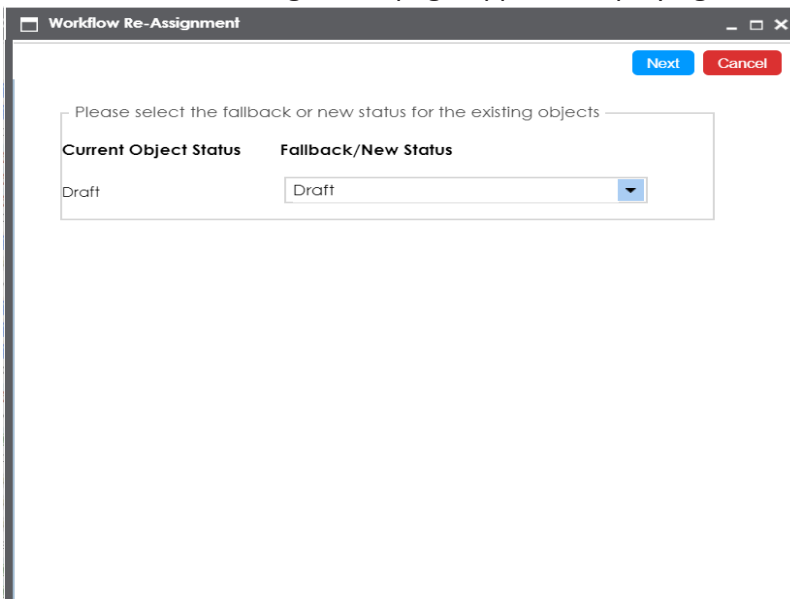 Workflow Re-Assignment
Next Cancel
Please select the fallback or new status for the existing objects
Current Object Status Fallback/New Status
Draft Draft